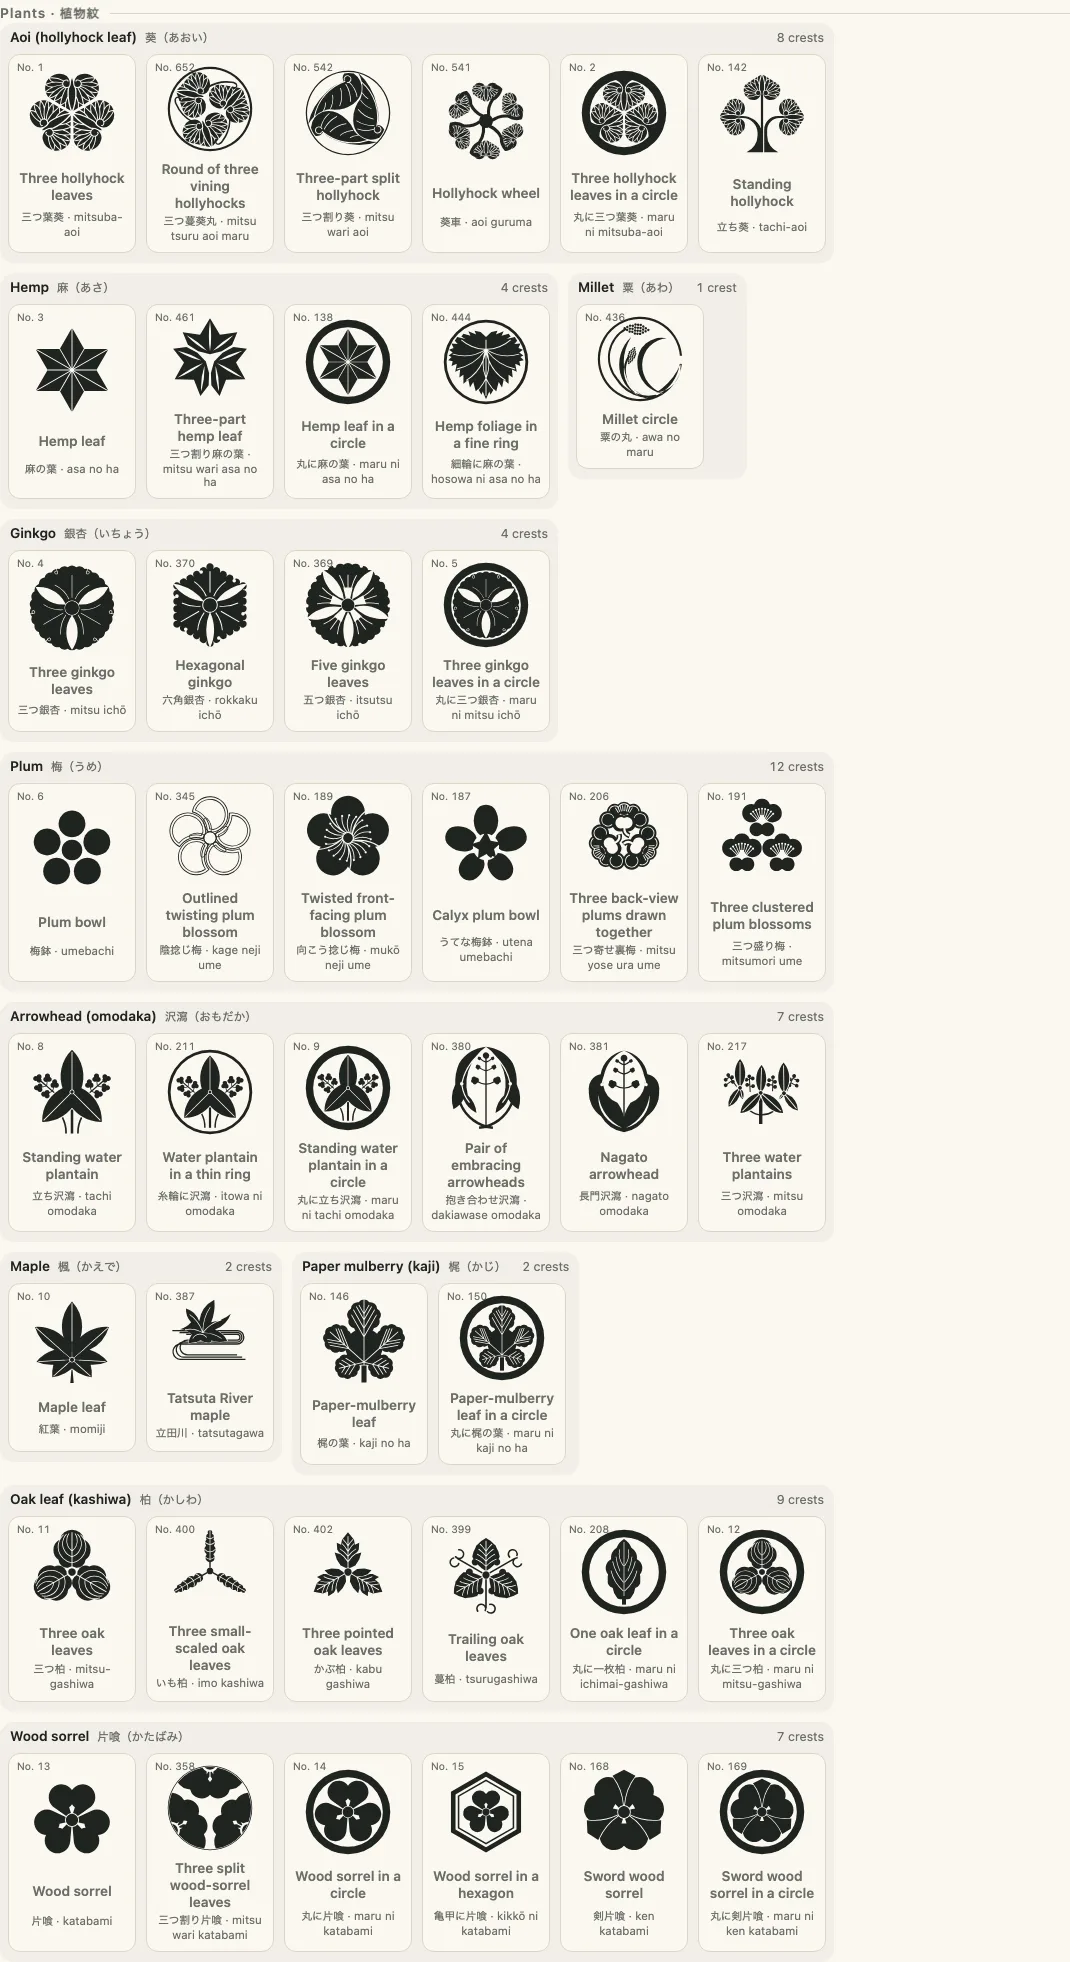 Plants · 植物紋
Aoi (hollyhock leaf) 葵（あおい） 8 crests
No. 1
Three hollyhock
leaves
三つ葉葵 · mitsuba-
aoi
No. 652
Round of three
vining
hollyhocks
三つ蔓葵丸 · mitsu
tsuru aoi maru
No. 542
Three-part split
hollyhock
三つ割り葵 · mitsu
wari aoi
No. 541
Hollyhock wheel
葵車 · aoi guruma
No. 2
Three hollyhock
leaves in a circle
丸に三つ葉葵 · maru
ni mitsuba-aoi
No. 142
Standing
hollyhock
立ち葵 · tachi-aoi
Hemp 麻（あさ） 4 crests
No. 3
Hemp leaf
麻の葉 · asa no ha
No. 461
Three-part
hemp leaf
三つ割り麻の葉 ·
mitsu wari asa no
ha
No. 138
Hemp leaf in a
circle
丸に麻の葉 · maru ni
asa no ha
No. 444
Hemp foliage in
a fine ring
細輪に麻の葉 ·
hosowa ni asa no ha
Millet 粟（あわ） 1 crest
No. 436
Millet circle
粟の丸 · awa no
maru
Ginkgo 銀杏（いちょう） 4 crests
No. 4
Three ginkgo
leaves
三つ銀杏 · mitsu ichō
No. 370
Hexagonal
ginkgo
六角銀杏 · rokkaku
ichō
No. 369
Five ginkgo
leaves
五つ銀杏 · itsutsu
ichō
No. 5
Three ginkgo
leaves in a circle
丸に三つ銀杏 · maru
ni mitsu ichō
Plum 梅（うめ） 12 crests
No. 6
Plum bowl
梅鉢 · umebachi
No. 345
Outlined
twisting plum
blossom
陰捻じ梅 · kage neji
ume
No. 189
Twisted front-
facing plum
blossom
向こう捻じ梅 · mukō
neji ume
No. 187
Calyx plum bowl
うてな梅鉢 · utena
umebachi
No. 206
Three back-view
plums drawn
together
三つ寄せ裏梅 · mitsu
yose ura ume
No. 191
Three clustered
plum blossoms
三つ盛り梅 ·
mitsumori ume
Arrowhead (omodaka) 沢瀉（おもだか） 7 crests
No. 8
Standing water
plantain
立ち沢瀉 · tachi
omodaka
No. 211
Water plantain
in a thin ring
糸輪に沢瀉 · itowa ni
omodaka
No. 9
Standing water
plantain in a
circle
丸に立ち沢瀉 · maru
ni tachi omodaka
No. 380
Pair of
embracing
arrowheads
抱き合わせ沢瀉 ·
dakiawase omodaka
No. 381
Nagato
arrowhead
長門沢瀉 · nagato
omodaka
No. 217
Three water
plantains
三つ沢瀉 · mitsu
omodaka
Maple 楓（かえで） 2 crests
No. 10
Maple leaf
紅葉 · momiji
No. 387
Tatsuta River
maple
立田川 · tatsutagawa
Paper mulberry (kaji) 梶（かじ） 2 crests
No. 146
Paper-mulberry
leaf
梶の葉 · kaji no ha
No. 150
Paper-mulberry
leaf in a circle
丸に梶の葉 · maru ni
kaji no ha
Oak leaf (kashiwa) 柏（かしわ） 9 crests
No. 11
Three oak
leaves
三つ柏 · mitsu-
gashiwa
No. 400
Three small-
scaled oak
leaves
いも柏 · imo kashiwa
No. 402
Three pointed
oak leaves
かぶ柏 · kabu
gashiwa
No. 399
Trailing oak
leaves
蔓柏 · tsurugashiwa
No. 208
One oak leaf in a
circle
丸に一枚柏 · maru ni
ichimai-gashiwa
No. 12
Three oak
leaves in a circle
丸に三つ柏 · maru ni
mitsu-gashiwa
Wood sorrel 片喰（かたばみ） 7 crests
No. 13
Wood sorrel
片喰 · katabami
No. 358
Three split
wood-sorrel
leaves
三つ割り片喰 · mitsu
wari katabami
No. 14
Wood sorrel in a
circle
丸に片喰 · maru ni
katabami
No. 15
Wood sorrel in a
hexagon
亀甲に片喰 · kikkō ni
katabami
No. 168
Sword wood
sorrel
剣片喰 · ken
katabami
No. 169
Sword wood
sorrel in a circle
丸に剣片喰 · maru ni
ken katabami